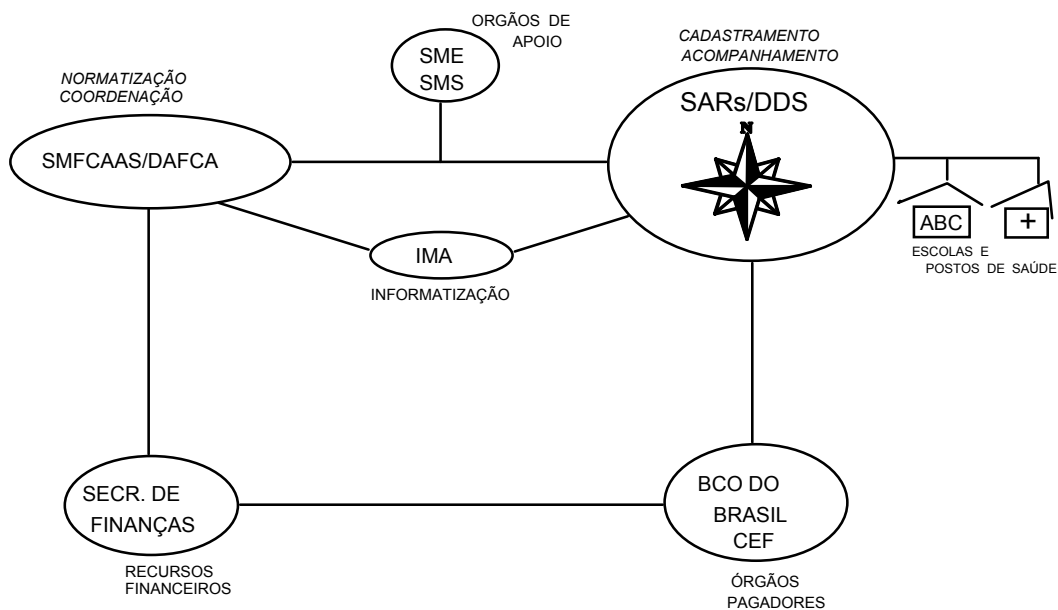 ORGÃOS DE
APOIO
SME
SMS
CADASTRAMENTO
ACOMPANHAMENTO
NORMATIZAÇÃO
COORDENAÇÃO
SARs/DDS
N
SMFCAAS/DAFCA
ABC
+
ESCOLAS E
POSTOS DE SAÚDE
IMA
INFORMATIZAÇÃO
SECR. DE
FINANÇAS
RECURSOS
FINANCEIROS
BCO DO
BRASIL
CEF
ÓRGÃOS
PAGADORES